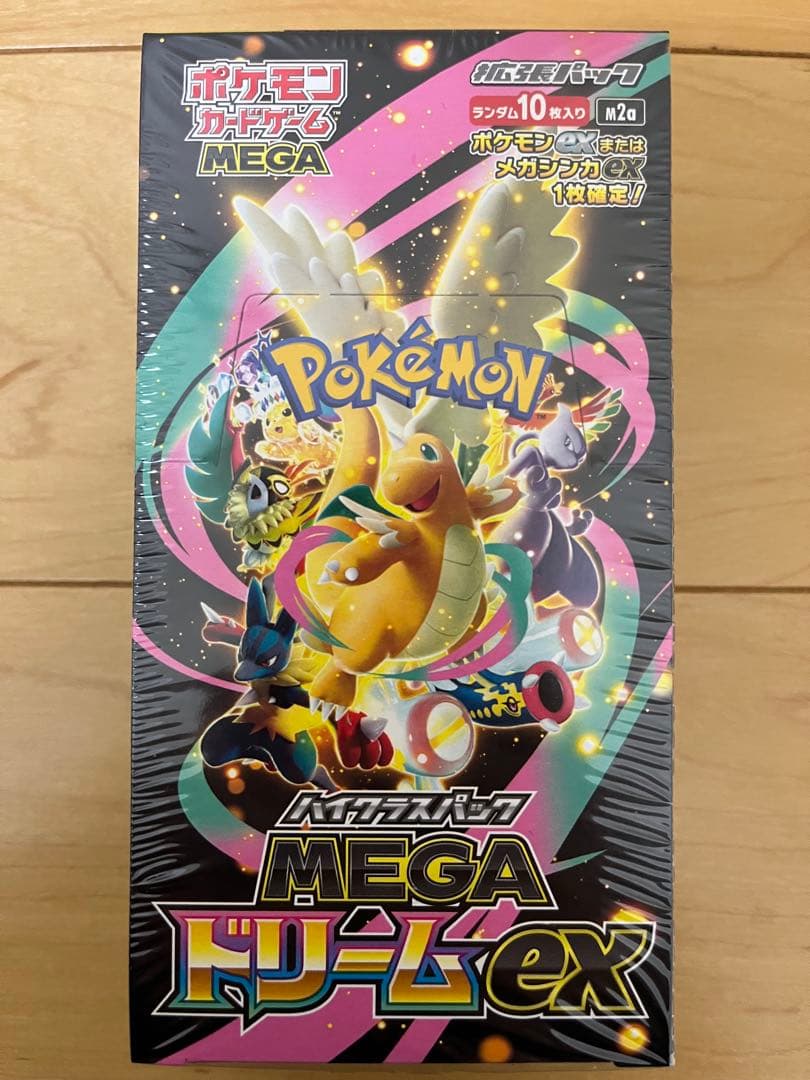 ポケモン
カードゲーム™
MEGA
拡張パック
ランダム10枚入り M2a
ポケモンexまたは
メガシンカex
1枚確定!
POKÉMON™
ハイクラスパック
MEGA
ドリームex